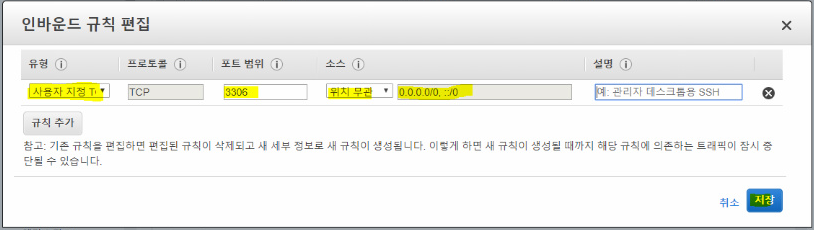 인바운드 규칙 편집
유형 프로토콜 포트 범위 소스 설명
사용자 지정 TCP 3306 위치 무관 0.0.0.0/0, ::/0 예: 관리자 데스크톱용 SSH
규칙 추가
참고: 기존 규칙을 편집하면 편집된 규칙이 삭제되고 새 세부 정보로 새 규칙이 생성됩니다. 이렇게 하면 새 규칙이 생성될 때까지 해당 규칙에 의존하는 트래픽이 잠시 중
단될 수 있습니다.
취소 저장